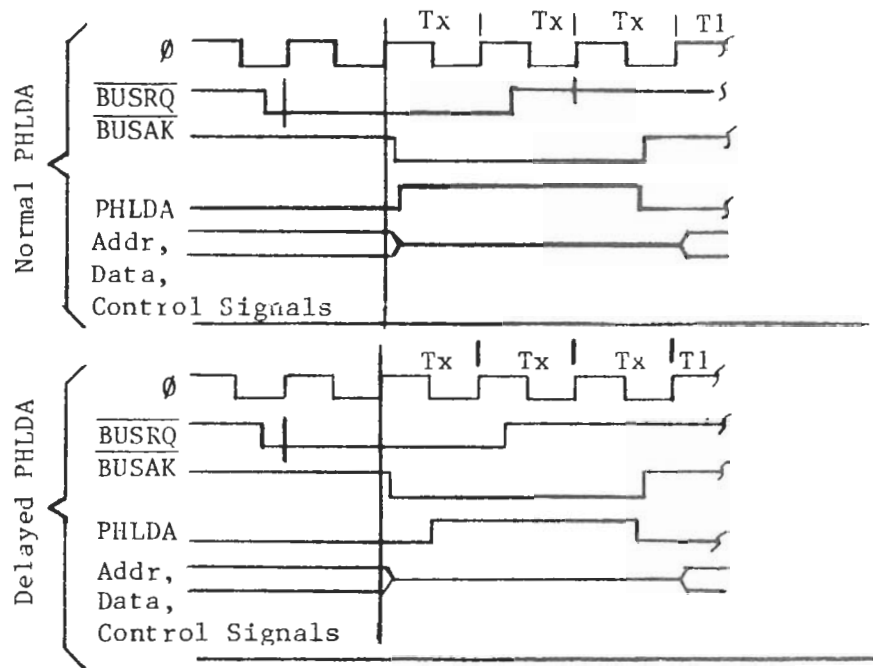 Tx Tx Tx T1
Ø
BUSRQ
BUSAK
PHLDA
Addr,
Data,
Control Signals
Normal PHLDA
Tx Tx Tx T1
Ø
BUSRQ
BUSAK
PHLDA
Addr,
Data,
Control Signals
Delayed PHLDA